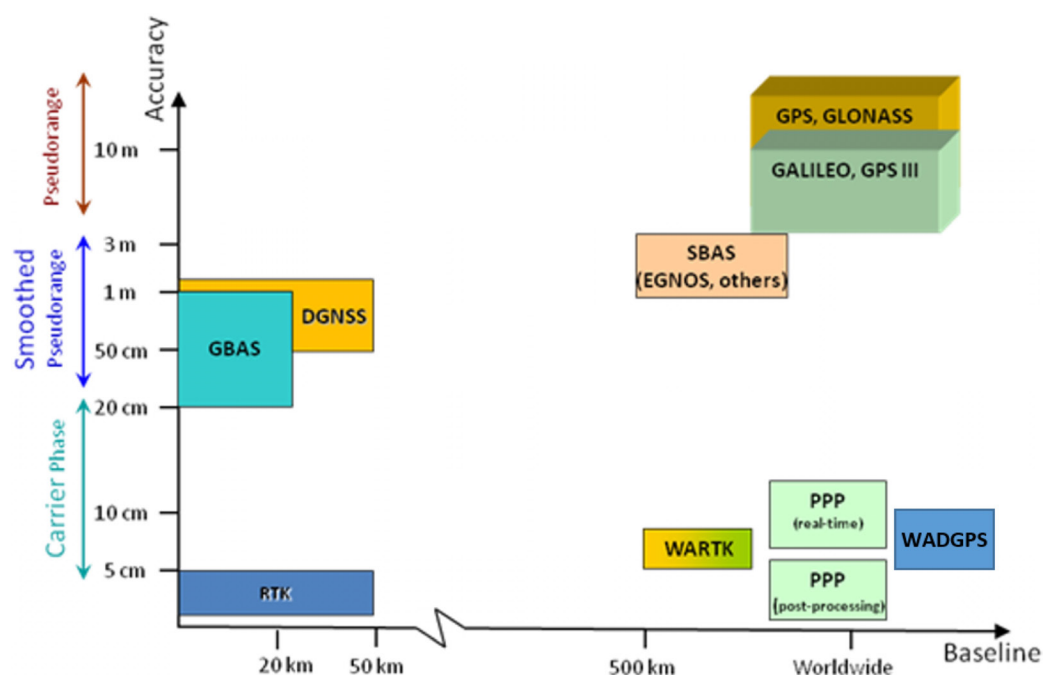 Accuracy
Pseudorange
Smoothed
Pseudorange
Carrier Phase
10 m
3 m
1 m
50 cm
20 cm
10 cm
5 cm
GPS, GLONASS
GALILEO, GPS III
SBAS
(EGNOS, others)
DGNSS
GBAS
PPP
(real-time)
WADGPS
WARTK
PPP
(post-processing)
RTK
20 km
50 km
500 km
Worldwide
Baseline